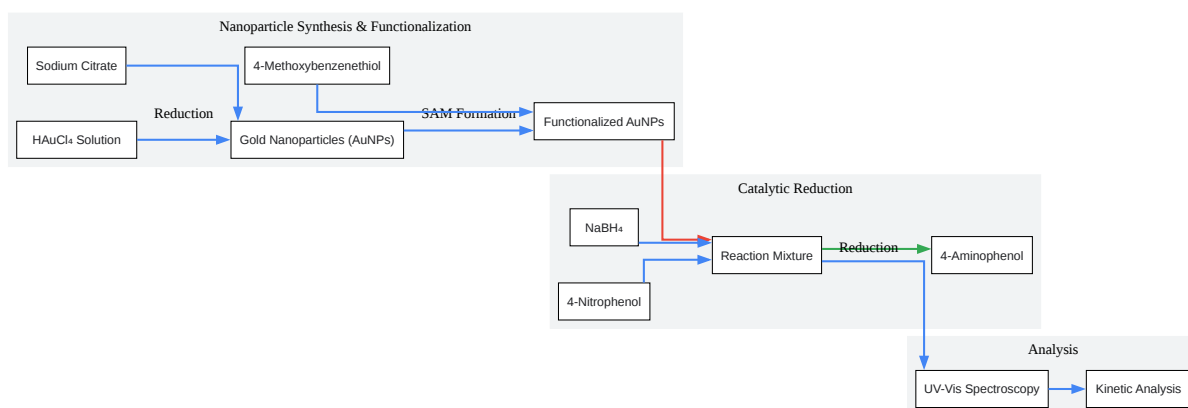 Nanoparticle Synthesis & Functionalization
Sodium Citrate
4-Methoxybenzenethiol
Reduction
SAM Formation
HAuCl₄ Solution
Gold Nanoparticles (AuNPs)
Functionalized AuNPs
Catalytic Reduction
NaBH₄
Reaction Mixture
Reduction
4-Aminophenol
4-Nitrophenol
Analysis
UV-Vis Spectroscopy
Kinetic Analysis